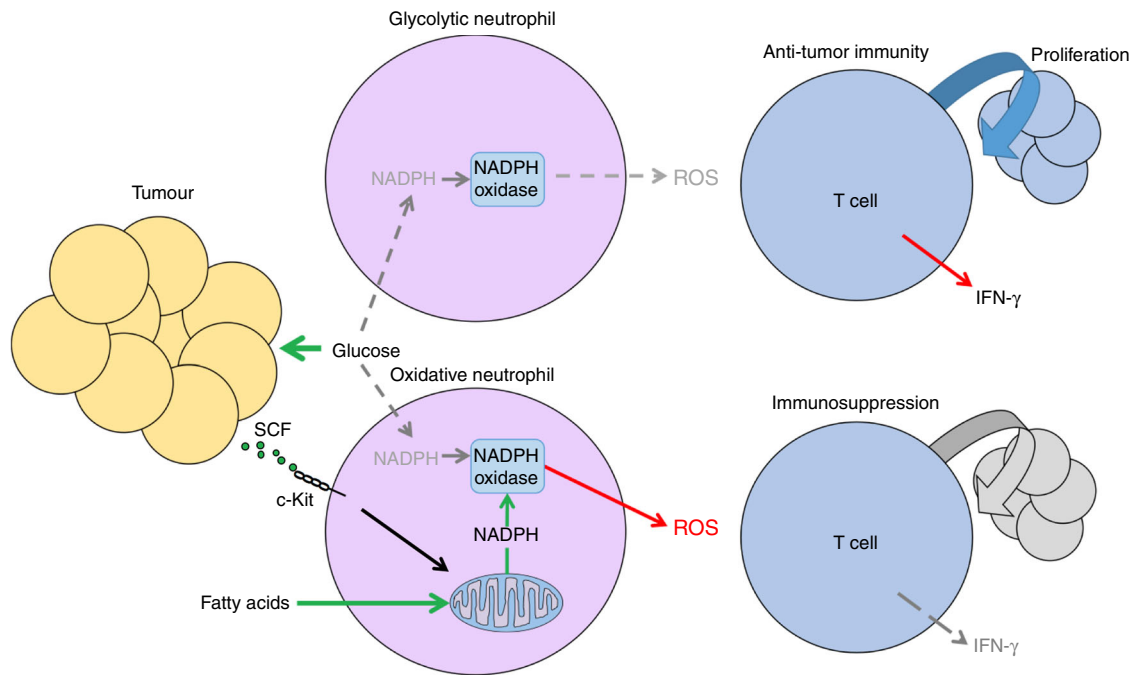 Glycolytic neutrophil
Anti-tumor immunity
Proliferation
NADPH
NADPH
oxidase
ROS
Tumour
T cell
IFN-γ
Glucose
Oxidative neutrophil
Immunosuppression
SCF
c-Kit
NADPH
NADPH
oxidase
NADPH
ROS
T cell
Fatty acids
IFN-γ